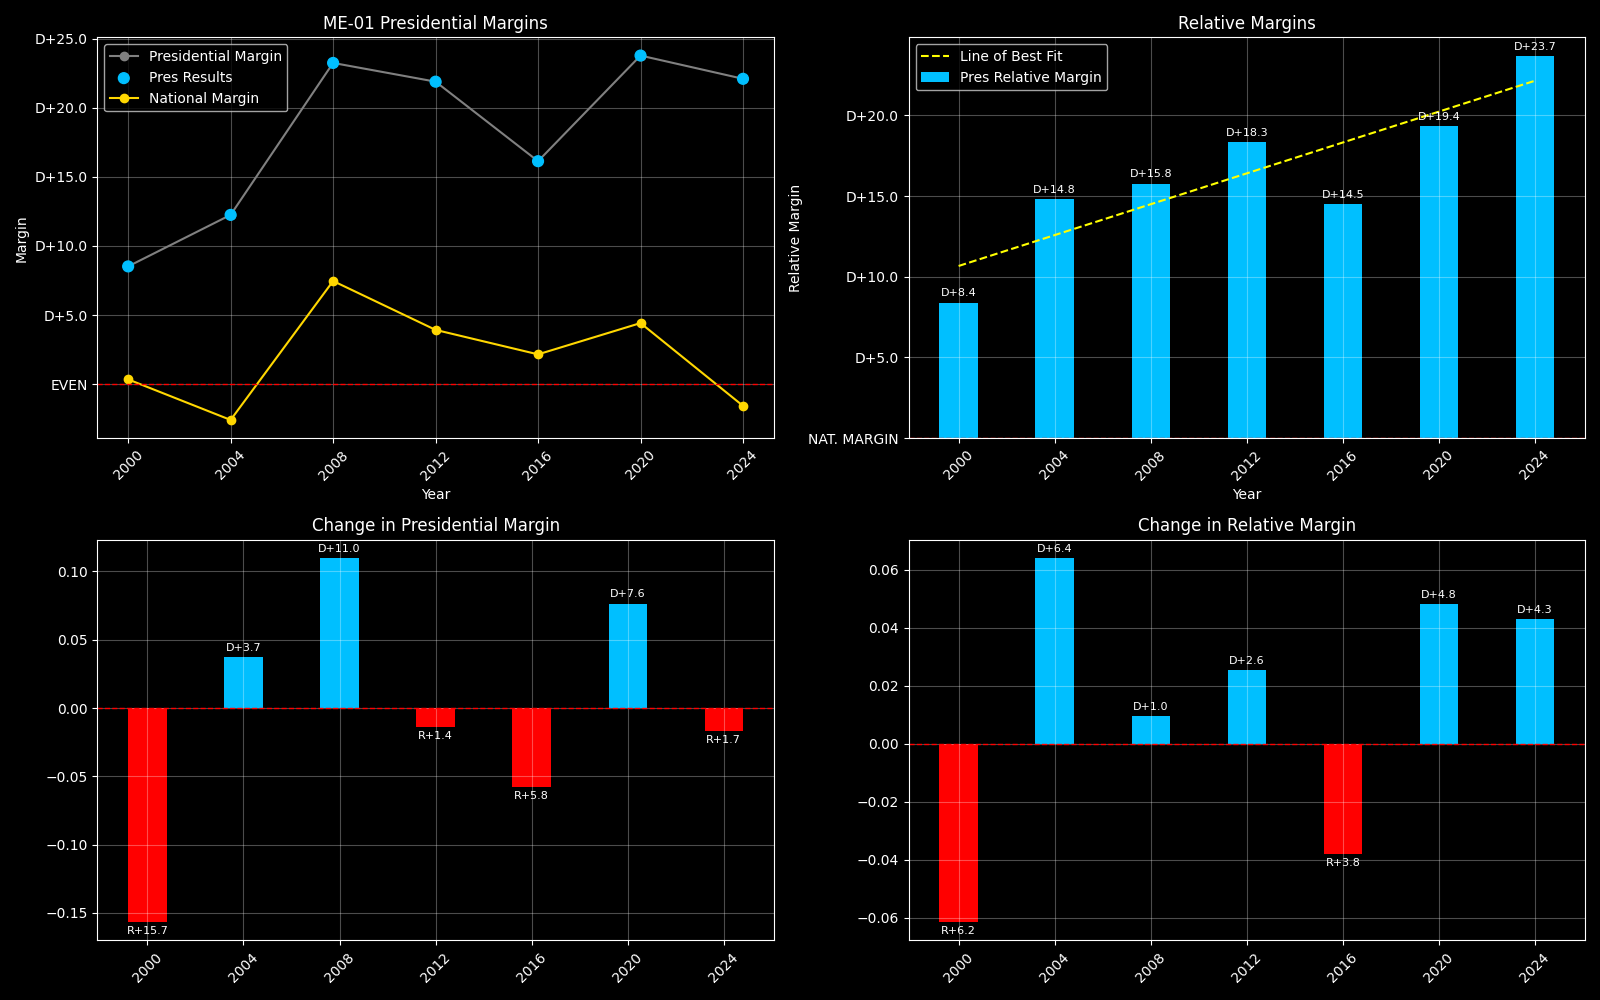 ME-01 Presidential Margins
Presidential Margin
Pres Results
National Margin
D+25.0
D+20.0
D+15.0
D+10.0
D+5.0
EVEN
Margin
2000
2004
2008
2012
2016
2020
2024
Year
Relative Margins
Line of Best Fit
Pres Relative Margin
D+20.0
D+15.0
D+10.0
D+5.0
NAT. MARGIN
Relative Margin
D+8.4
D+14.8
D+15.8
D+18.3
D+14.5
D+19.4
D+23.7
2000
2004
2008
2012
2016
2020
2024
Year
Change in Presidential Margin
0.10
0.05
0.00
−0.05
−0.10
−0.15
R+15.7
D+3.7
D+11.0
R+1.4
R+5.8
D+7.6
R+1.7
2000
2004
2008
2012
2016
2020
2024
Change in Relative Margin
0.06
0.04
0.02
0.00
−0.02
−0.04
−0.06
R+6.2
D+6.4
D+1.0
D+2.6
R+3.8
D+4.8
D+4.3
2000
2004
2008
2012
2016
2020
2024